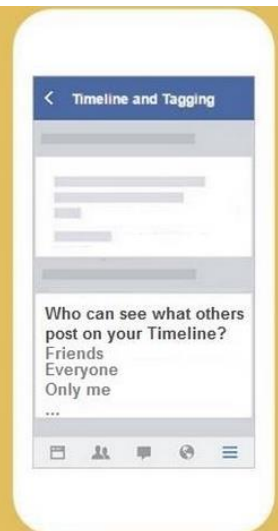 Timeline and Tagging
Who can see what others
post on your Timeline?
Friends
Everyone
Only me
...